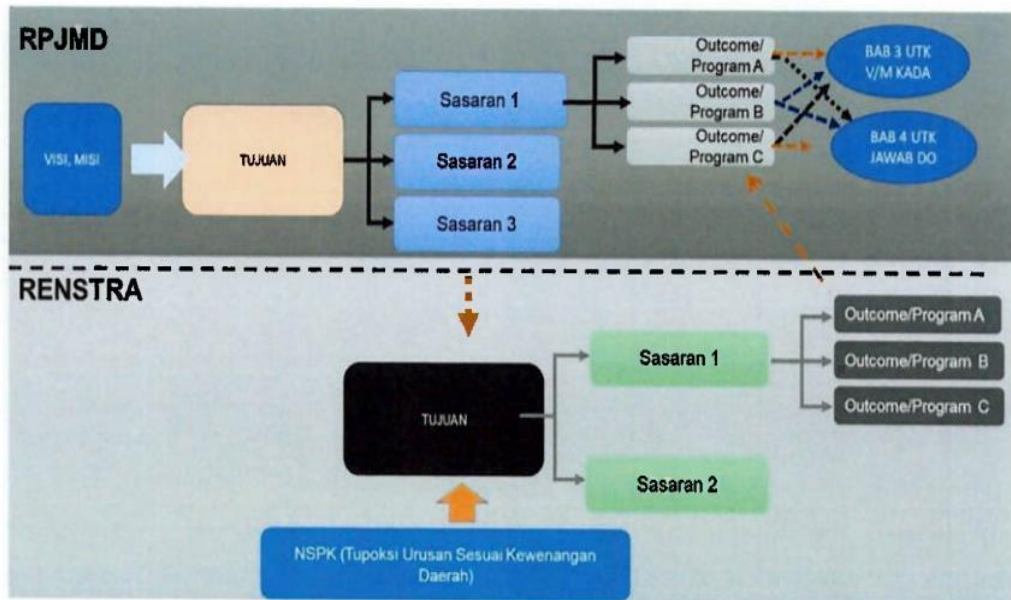 RPJMD
VISI, MISI
TUJUAN
Sasaran 1
Sasaran 2
Sasaran 3
Outcome/
Program A
Outcome/
Program B
Outcome/
Program C
BAB 3 UTK
V/M KADA
BAB 4 UTK
JAWAB DO
RENSTRA
TUJUAN
Sasaran 1
Sasaran 2
Outcome/Program A
Outcome/Program B
Outcome/Program C
NSPK (Tupoksi Urusan Sesuai Kewenangan
Daerah)